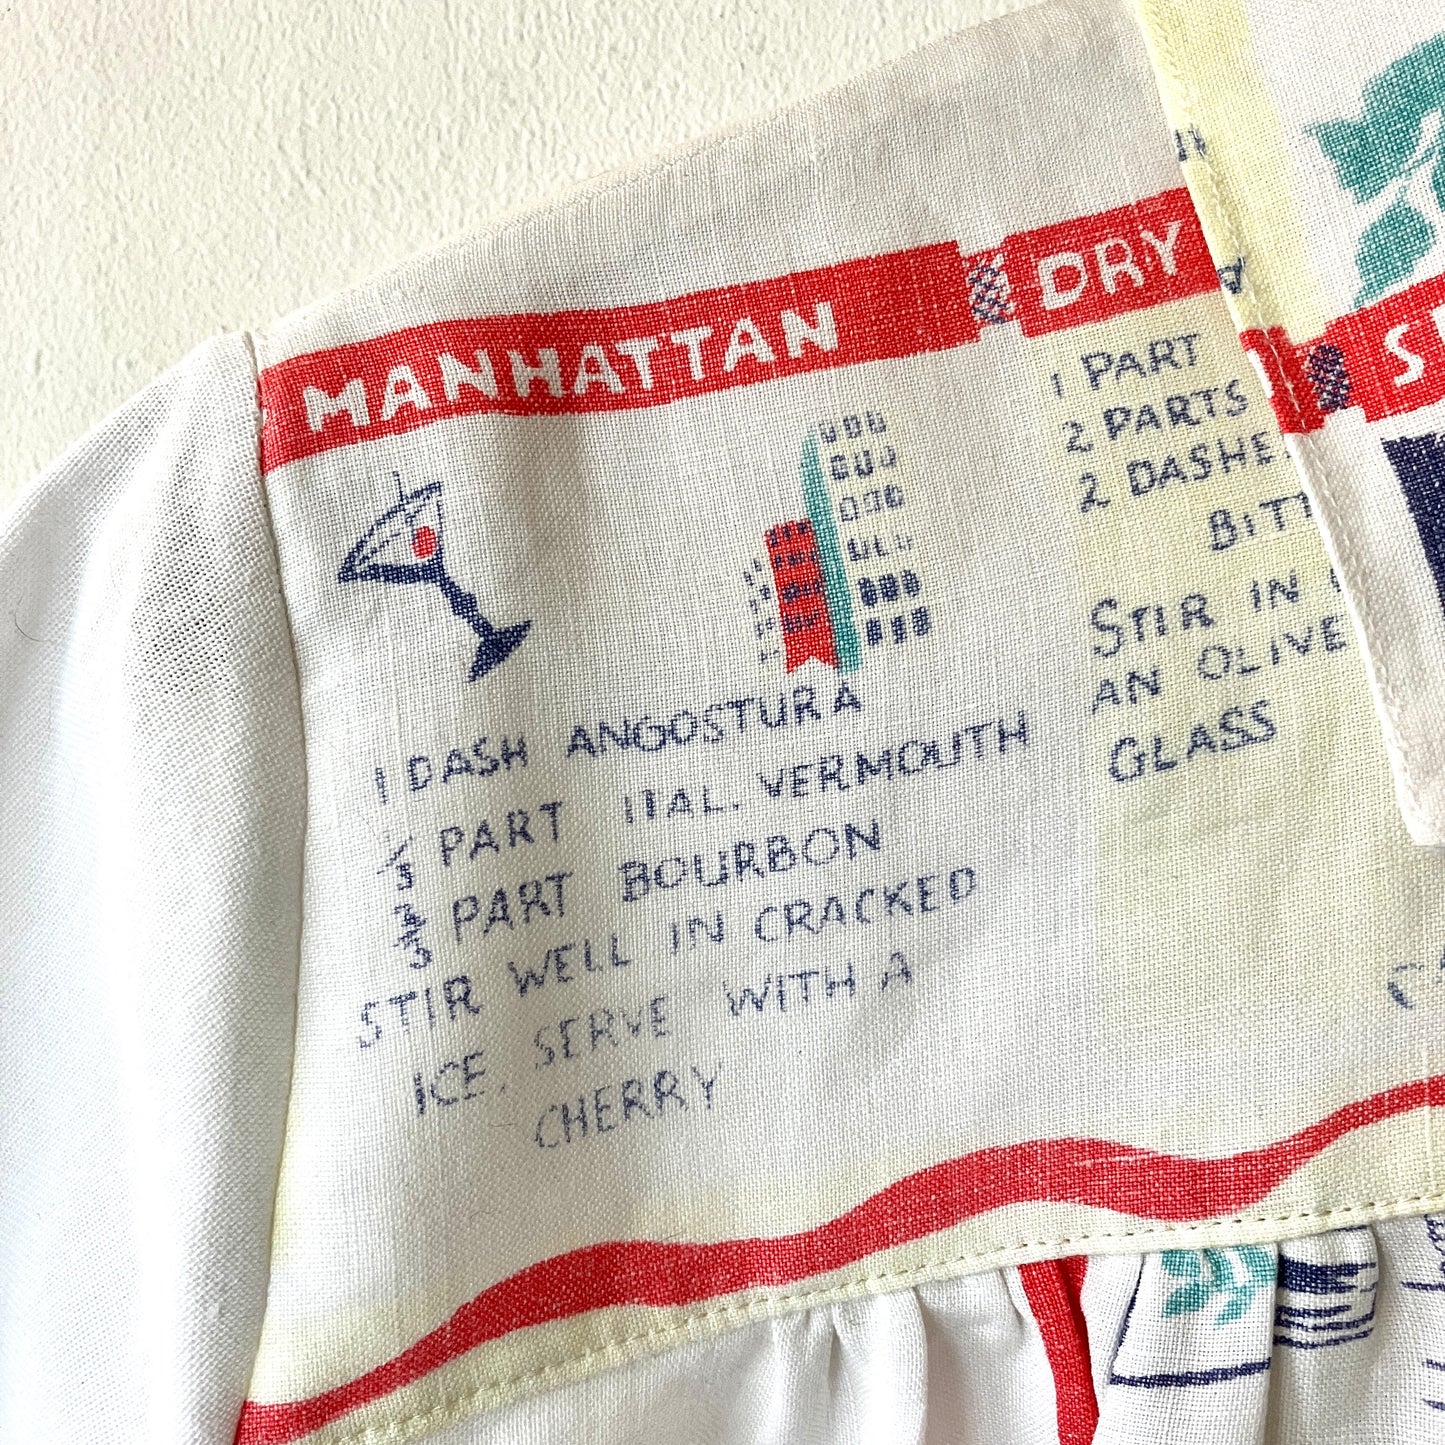 MANHATTAN
1 DASH ANGOSTURA
1/3 PART ITAL. VERMOUTH
2/3 PART BOURBON
STIR WELL IN CRACKED
ICE. SERVE WITH A
CHERRY
DRY
1 PART
2 PARTS
2 DASHE
BITT
STIR IN
AN OLIVE
GLASS
S